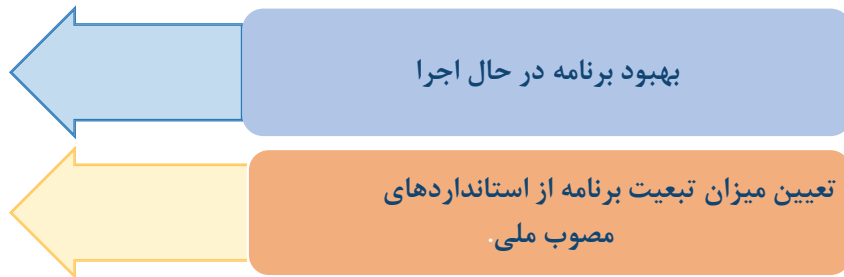 بهبود برنامه در حال اجرا
تعیین میزان تبعیت برنامه از استانداردهای
مصوب ملی.